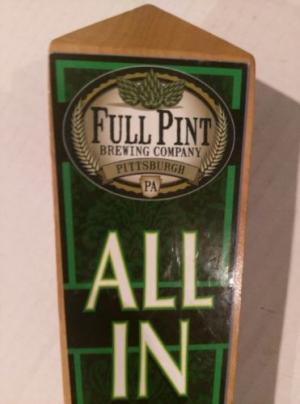 FULL PINT
BREWING COMPANY
PITTSBURGH
PA
ALL
IN